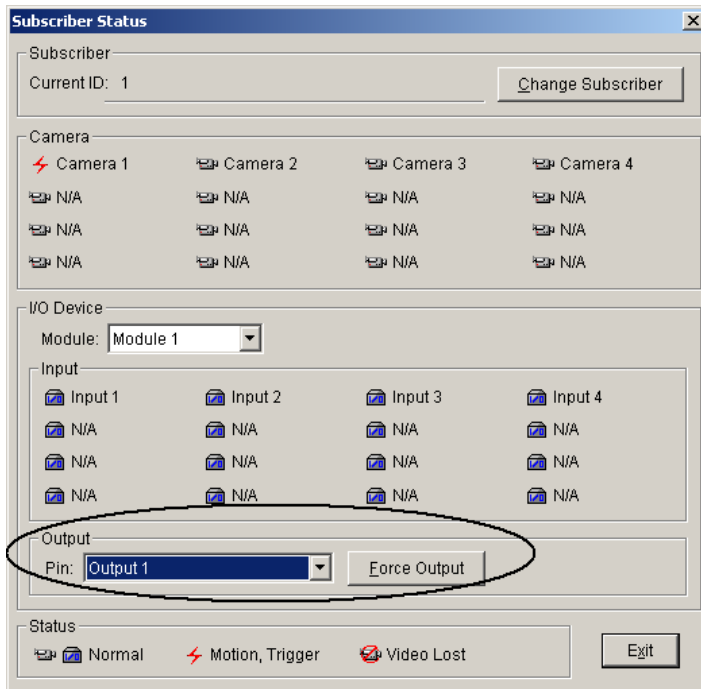 Subscriber Status
Subscriber
Current ID: 1
Change Subscriber
Camera
Camera 1 Camera 2 Camera 3 Camera 4
N/A N/A N/A N/A
N/A N/A N/A N/A
N/A N/A N/A N/A
I/O Device
Module: Module 1
Input
Input 1 Input 2 Input 3 Input 4
N/A N/A N/A N/A
N/A N/A N/A N/A
N/A N/A N/A N/A
Output
Pin: Output 1 Force Output
Status
Normal Motion, Trigger Video Lost
Exit